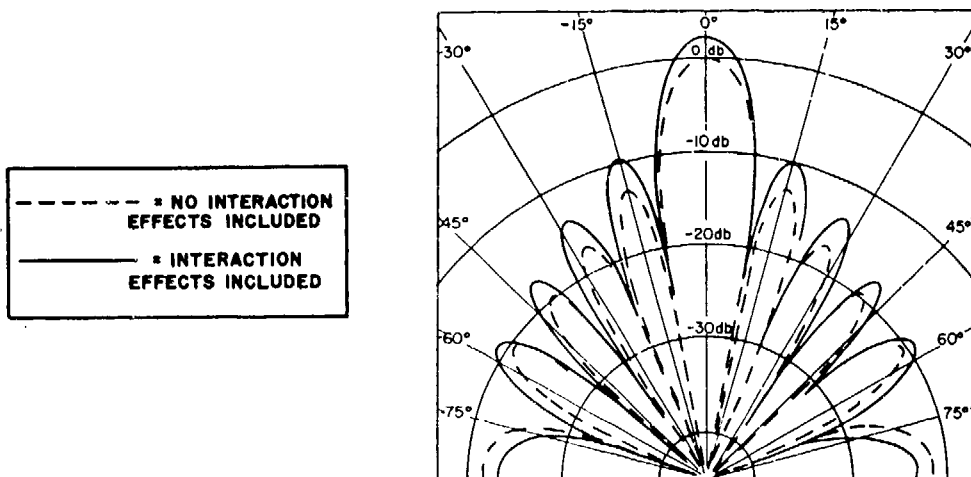 = NO INTERACTION
EFFECTS INCLUDED
= INTERACTION
EFFECTS INCLUDED
-15° 0° 15°
-30° 30°
0 db
-10 db
-45° 45°
-20db
-30db
-60° 60°
-75° 75°